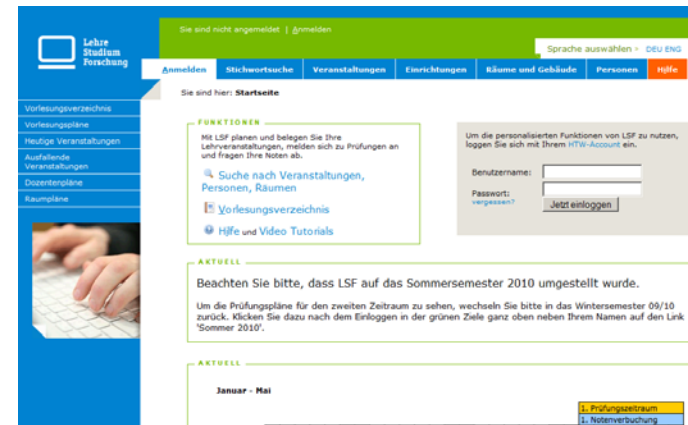 Sie sind nicht angemeldet | Anmelden
Lehre
Studium
Forschung
Sprache auswählen > DEU ENG
Anmelden Stichwortsuche Veranstaltungen Einrichtungen Räume und Gebäude Personen Hilfe
Sie sind hier: Startseite
Vorlesungsverzeichnis
Vorlesungspläne
Heutige Veranstaltungen
Ausfallende
Veranstaltungen
Dozentenpläne
Raumpläne
FUNKTIONEN
Mit LSF planen und belegen Sie Ihre
Lehrveranstaltungen, melden sich zu Prüfungen an
und fragen Ihre Noten ab.
Suche nach Veranstaltungen,
Personen, Räumen
Vorlesungsverzeichnis
Hilfe und Video Tutorials
Um die personalisierten Funktionen von LSF zu nutzen,
loggen Sie sich mit Ihrem HTW-Account ein.
Benutzername:
Passwort:
vergessen?
Jetzt einloggen
AKTUELL
Beachten Sie bitte, dass LSF auf das Sommersemester 2010 umgestellt wurde.
Um die Prüfungspläne für den zweiten Zeitraum zu sehen, wechseln Sie bitte in das Wintersemester 09/10
zurück. Klicken Sie dazu nach dem Einloggen in der grünen Ziele ganz oben neben Ihrem Namen auf den Link
'Sommer 2010'.
AKTUELL
Januar - Mai
1. Prüfungszeitraum
1. Notenverbuchung